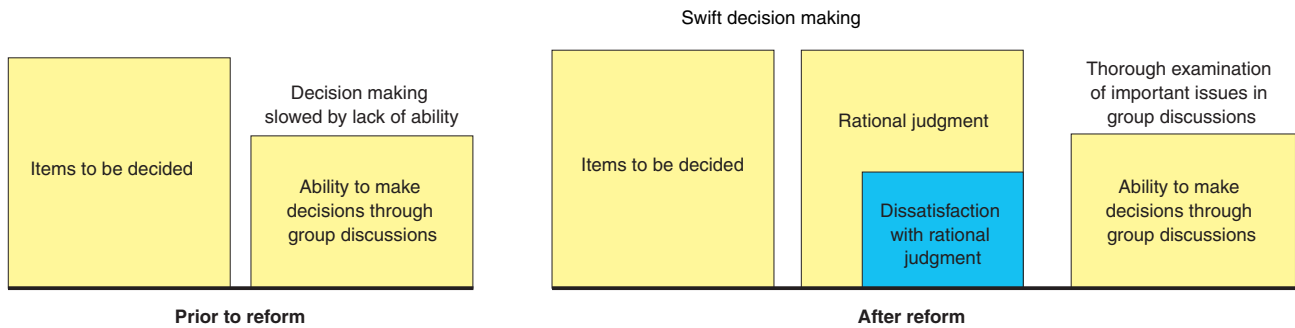 Swift decision making
Items to be decided
Decision making
slowed by lack of ability
Ability to make
decisions through
group discussions
Prior to reform
Items to be decided
Rational judgment
Dissatisfaction
with rational
judgment
Thorough examination
of important issues in
group discussions
Ability to make
decisions through
group discussions
After reform